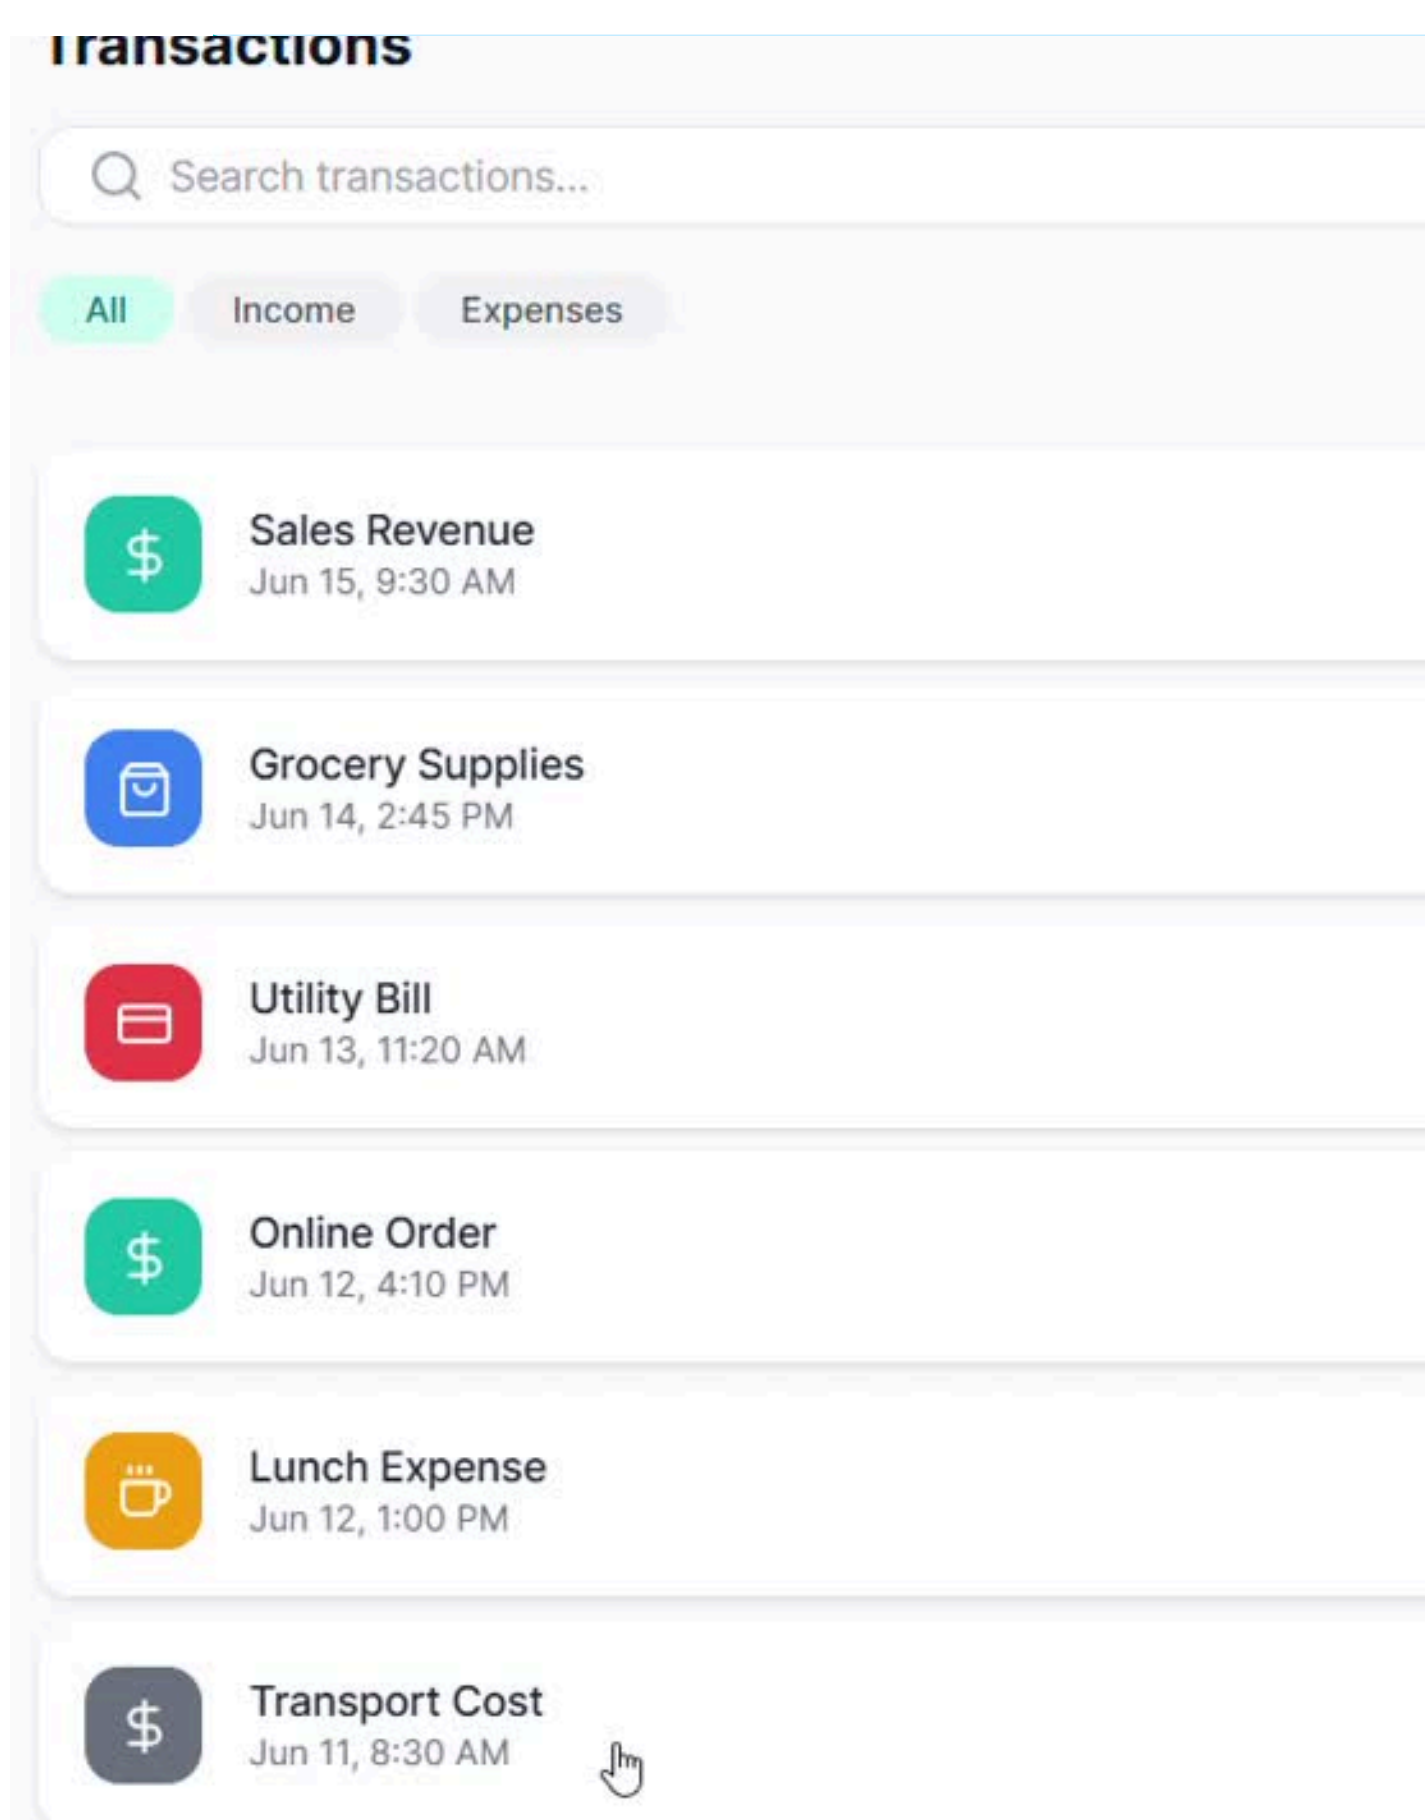 Transactions
Search transactions...
All Income Expenses
$ Sales Revenue
Jun 15, 9:30 AM
Grocery Supplies
Jun 14, 2:45 PM
Utility Bill
Jun 13, 11:20 AM
$ Online Order
Jun 12, 4:10 PM
Lunch Expense
Jun 12, 1:00 PM
$ Transport Cost
Jun 11, 8:30 AM